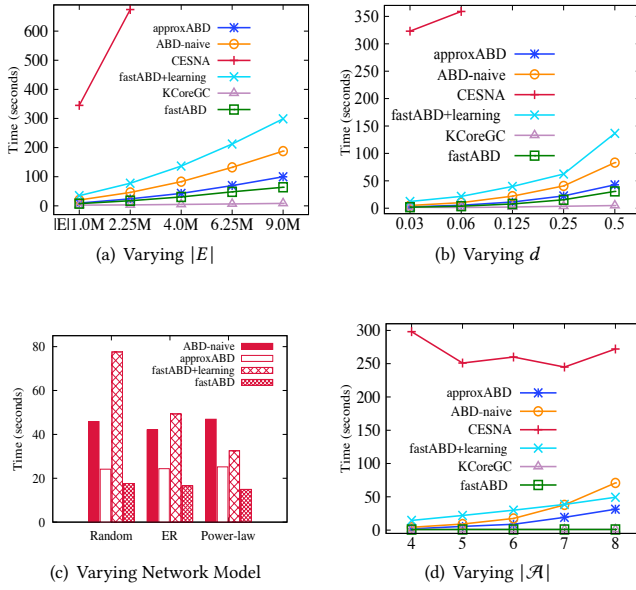 600
500
400
300
200
100
0
Time (seconds)
approxABD
ABD-naive
CESNA
fastABD+learning
KCoreGC
fastABD
|E|1.0M 2.25M 4.0M 6.25M 9.0M
(a) Varying |E|
350
300
250
200
150
100
50
0
Time (seconds)
approxABD
ABD-naive
CESNA
fastABD+learning
KCoreGC
fastABD
0.03 0.06 0.125 0.25 0.5
(b) Varying d
80
60
40
20
0
Time (seconds)
ABD-naive
approxABD
fastABD+learning
fastABD
Random ER Power-law
(c) Varying Network Model
300
250
200
150
100
50
0
Time (seconds)
approxABD
ABD-naive
CESNA
fastABD+learning
KCoreGC
fastABD
4 5 6 7 8
(d) Varying |𝒜|